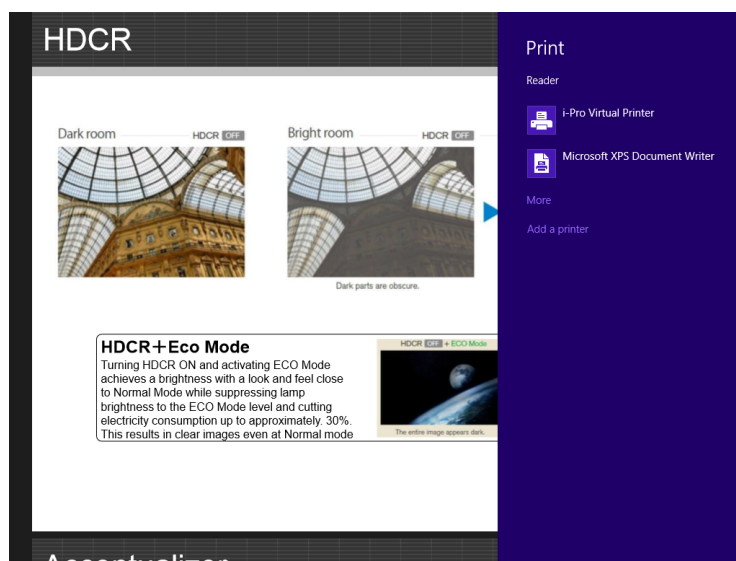 HDCR
Dark room HDCR OFF
Bright room HDCR OFF
Dark parts are obscure.
HDCR+Eco Mode
Turning HDCR ON and activating ECO Mode
achieves a brightness with a look and feel close
to Normal Mode while suppressing lamp
brightness to the ECO Mode level and cutting
electricity consumption up to approximately. 30%.
This results in clear images even at Normal mode
HDCR OFF + ECO Mode
The entire image appears dark.
Accentualizer
Print
Reader
i-Pro Virtual Printer
Microsoft XPS Document Writer
More
Add a printer